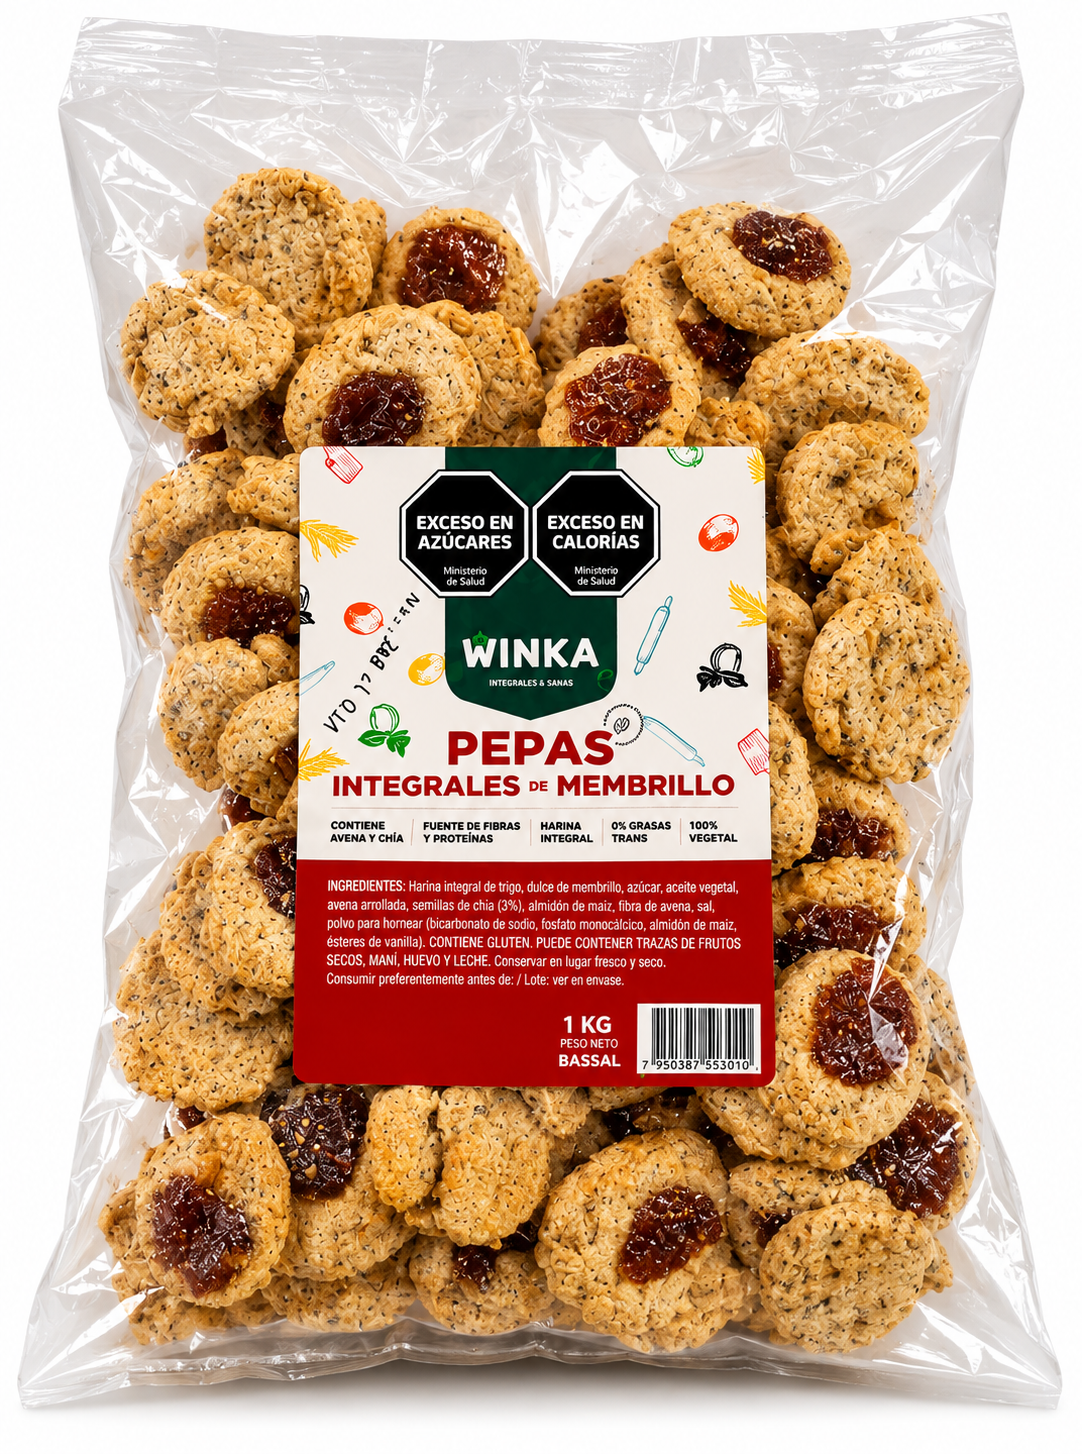 EXCESO EN
AZÚCARES
Ministerio
de Salud
EXCESO EN
CALORÍAS
Ministerio
de Salud
WINKA
INTEGRALES & SANAS
VTO 17
PEPAS
INTEGRALES DE MEMBRILLO
CONTIENE
AVENA Y CHÍA
FUENTE DE FIBRAS
Y PROTEÍNAS
HARINA
INTEGRAL
0% GRASAS
TRANS
100%
VEGETAL
INGREDIENTES: Harina integral de trigo, dulce de membrillo, azúcar, aceite vegetal,
avena arrollada, semillas de chia (3%), almidón de maiz, fibra de avena, sal,
polvo para hornear (bicarbonato de sodio, fosfato monocálcico, almidón de maiz,
ésteres de vanilla). CONTIENE GLUTEN. PUEDE CONTENER TRAZAS DE FRUTOS
SECOS, MANÍ, HUEVO Y LECHE. Conservar en lugar fresco y seco.
Consumir preferentemente antes de: / Lote: ver en envase.
1 KG
PESO NETO
BASSAL
7 950387 553010